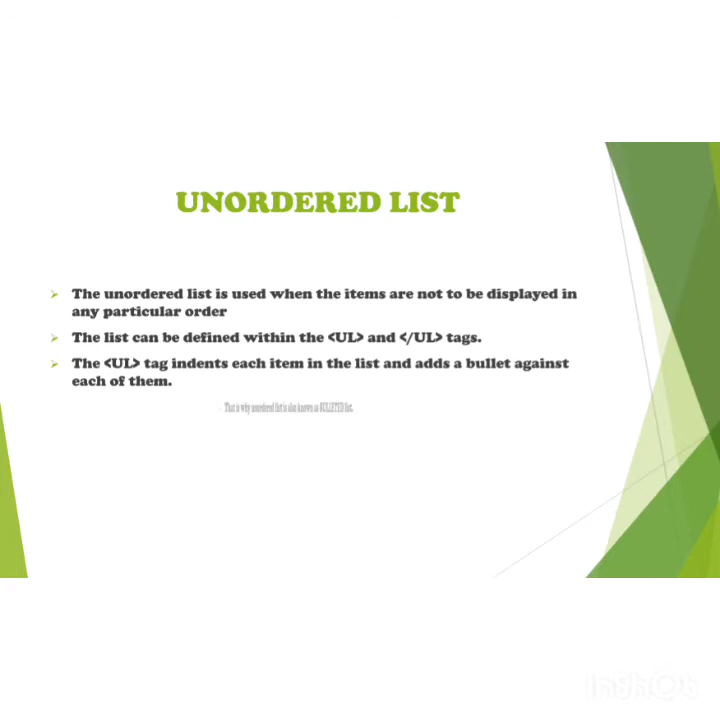 UNORDERED LIST
The unordered list is used when the items are not to be displayed in
any particular order
The list can be defined within the <UL> and </UL> tags.
The <UL> tag indents each item in the list and adds a bullet against
each of them.
That is why unordered list is also known as BULLETED list.
InShOt